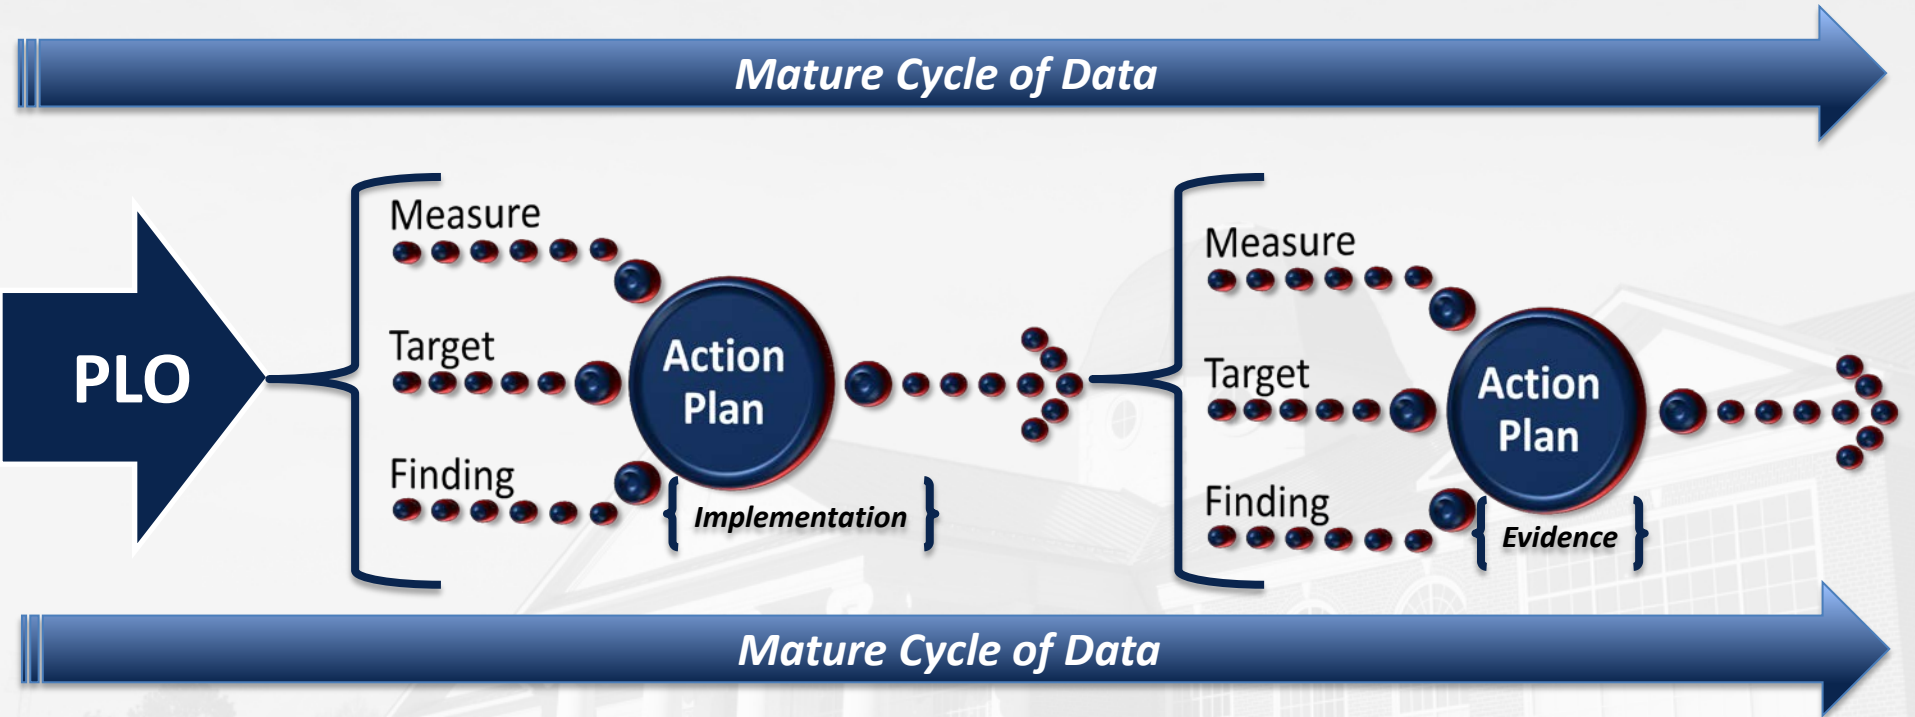 Mature Cycle of Data
PLO
Measure
Target
Finding
Action
Plan
Implementation
Measure
Target
Finding
Action
Plan
Evidence
Mature Cycle of Data